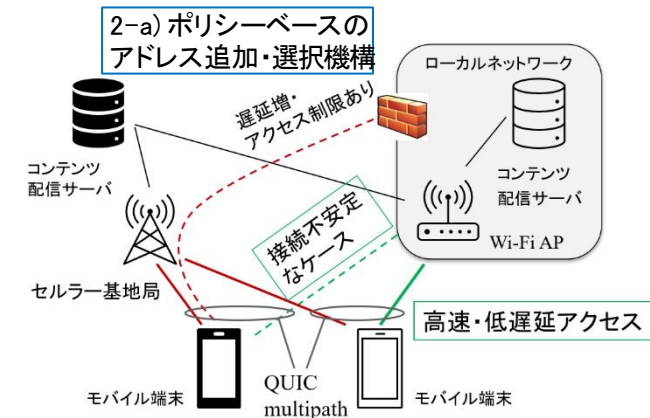 2-a) ポリシーベースの
アドレス追加・選択機構
ローカルネットワーク
遅延増・
アクセス制限あり
コンテンツ
配信サーバ
コンテンツ
配信サーバ
接続不安定
なケース
Wi-Fi AP
セルラー基地局
高速・低遅延アクセス
モバイル端末
QUIC
multipath
モバイル端末